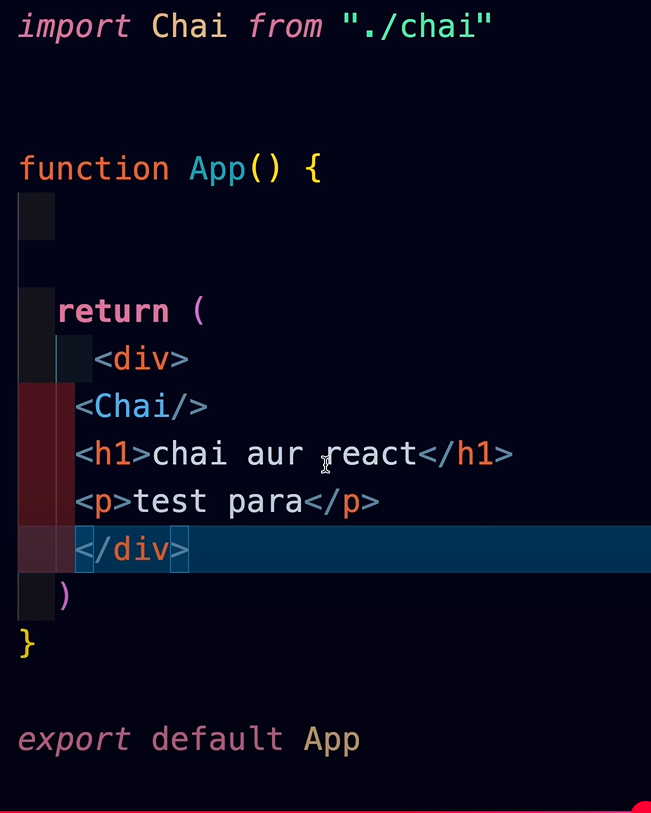 import Chai from "./chai"
function App() {
return (
<div>
<Chai/>
<h1>chai aur react</h1>
<p>test para</p>
</div>
)
}
export default App